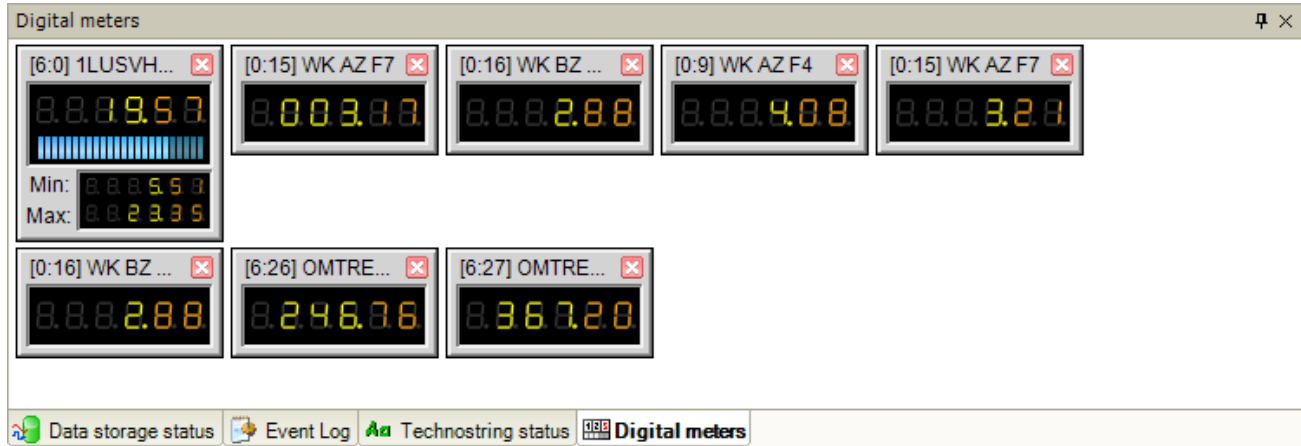 Digital meters
[6:0] 1LUSVH...
19.57
Min: 5.51
Max: 23.35
[0:15] WK AZ F7
003.17
[0:16] WK BZ ...
2.88
[0:9] WK AZ F4
4.08
[0:15] WK AZ F7
3.21
[0:16] WK BZ ...
2.88
[6:26] OMTRE...
246.76
[6:27] OMTRE...
367.20
Data storage status
Event Log
Aa Technostring status
Digital meters